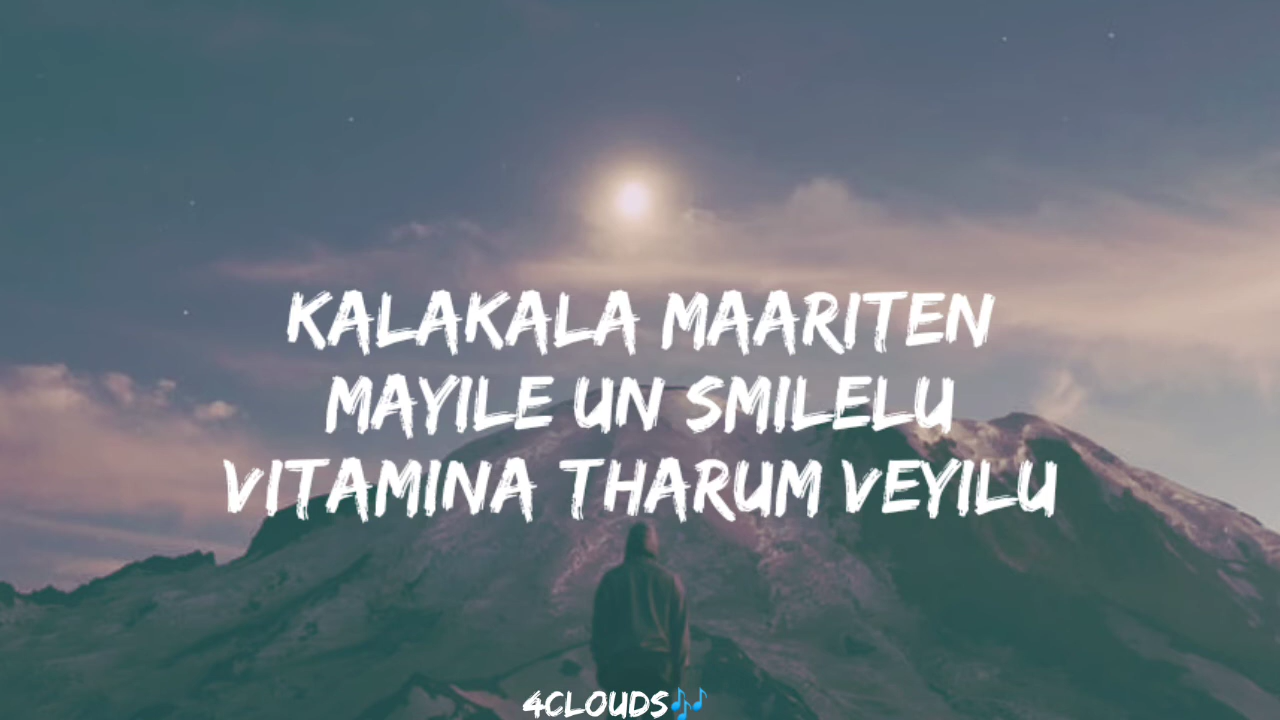 KALAKALA MAARITEN
MAYILE UN SMILELU
VITAMINA THARUM VEYILU
4CLOUDS🎶